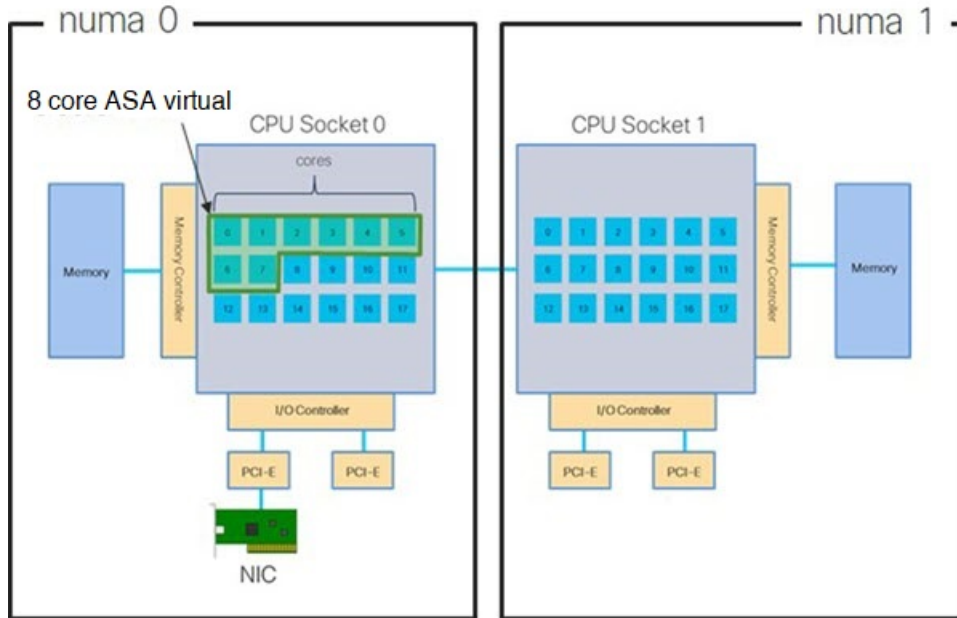 numa 0
numa 1
8 core ASA virtual
CPU Socket 0
CPU Socket 1
cores
Memory
Memory Controller
0 1 2 3 4 5
6 7 8 9 10 11
12 13 14 15 16 17
0 1 2 3 4 5
6 7 8 9 10 11
12 13 14 15 16 17
Memory Controller
Memory
I/O Controller
I/O Controller
PCI-E
PCI-E
PCI-E
PCI-E
NIC